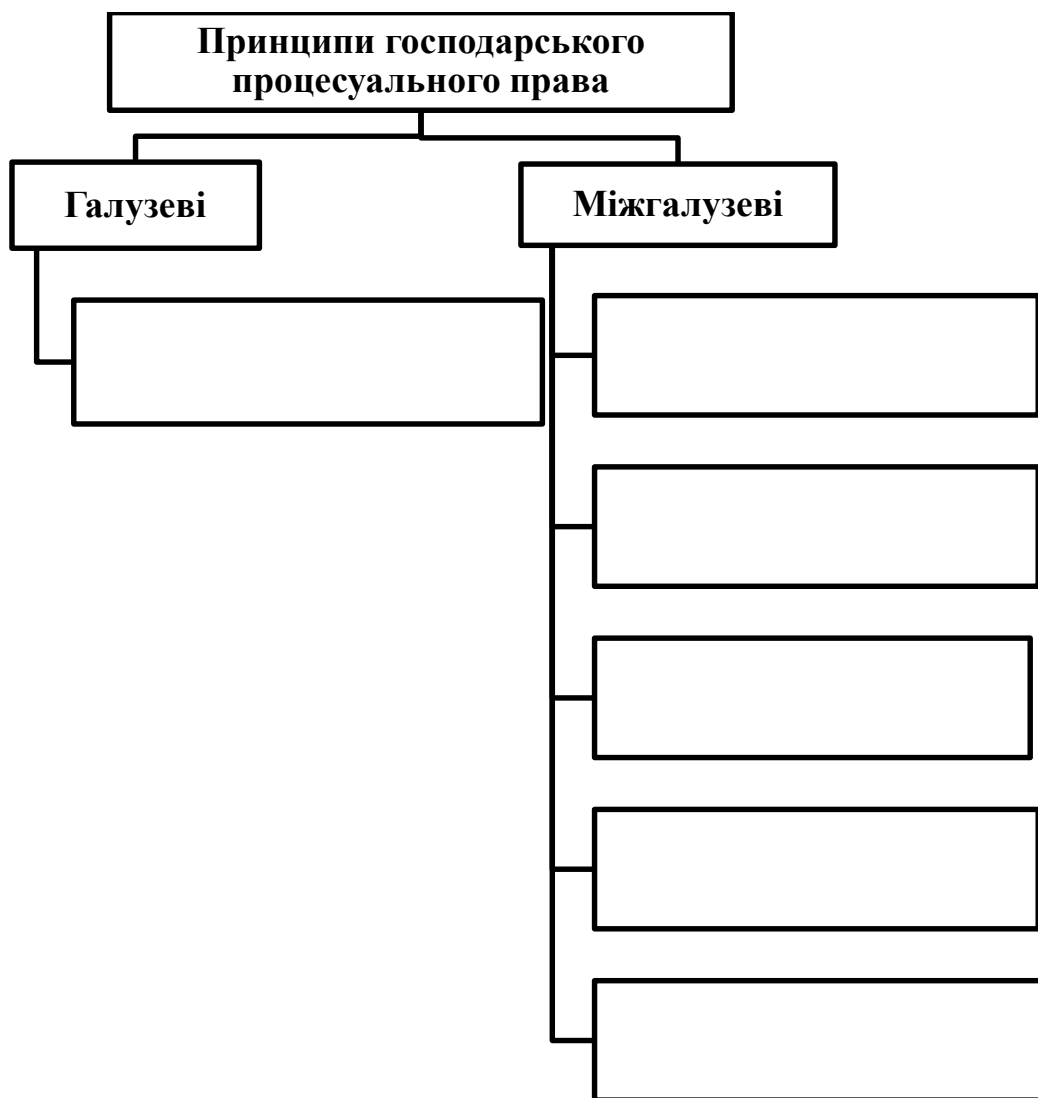 Принципи господарського
процесуального права
Галузеві
Міжгалузеві